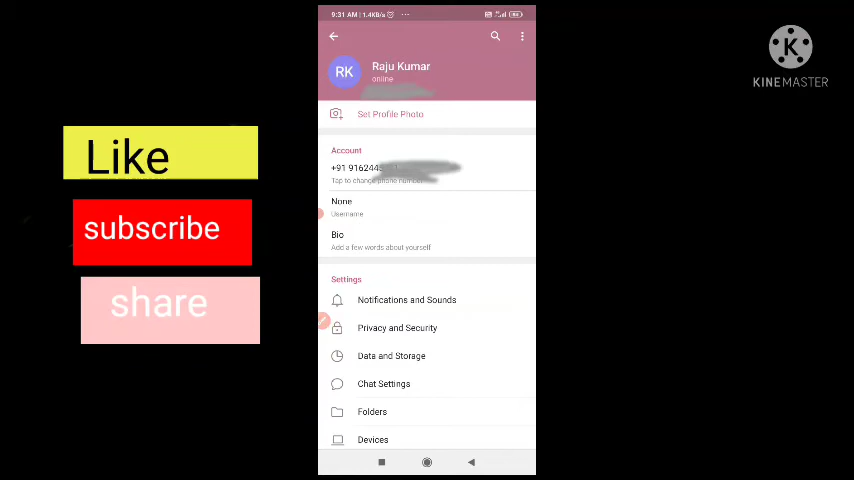 9:31 AM | 1.4KB/s
Like
subscribe
share
RK
Raju Kumar
online
Set Profile Photo
Account
+91 916244
Tap to change phone number
None
Username
Bio
Add a few words about yourself
Settings
Notifications and Sounds
Privacy and Security
Data and Storage
Chat Settings
Folders
Devices
K
KINEMASTER